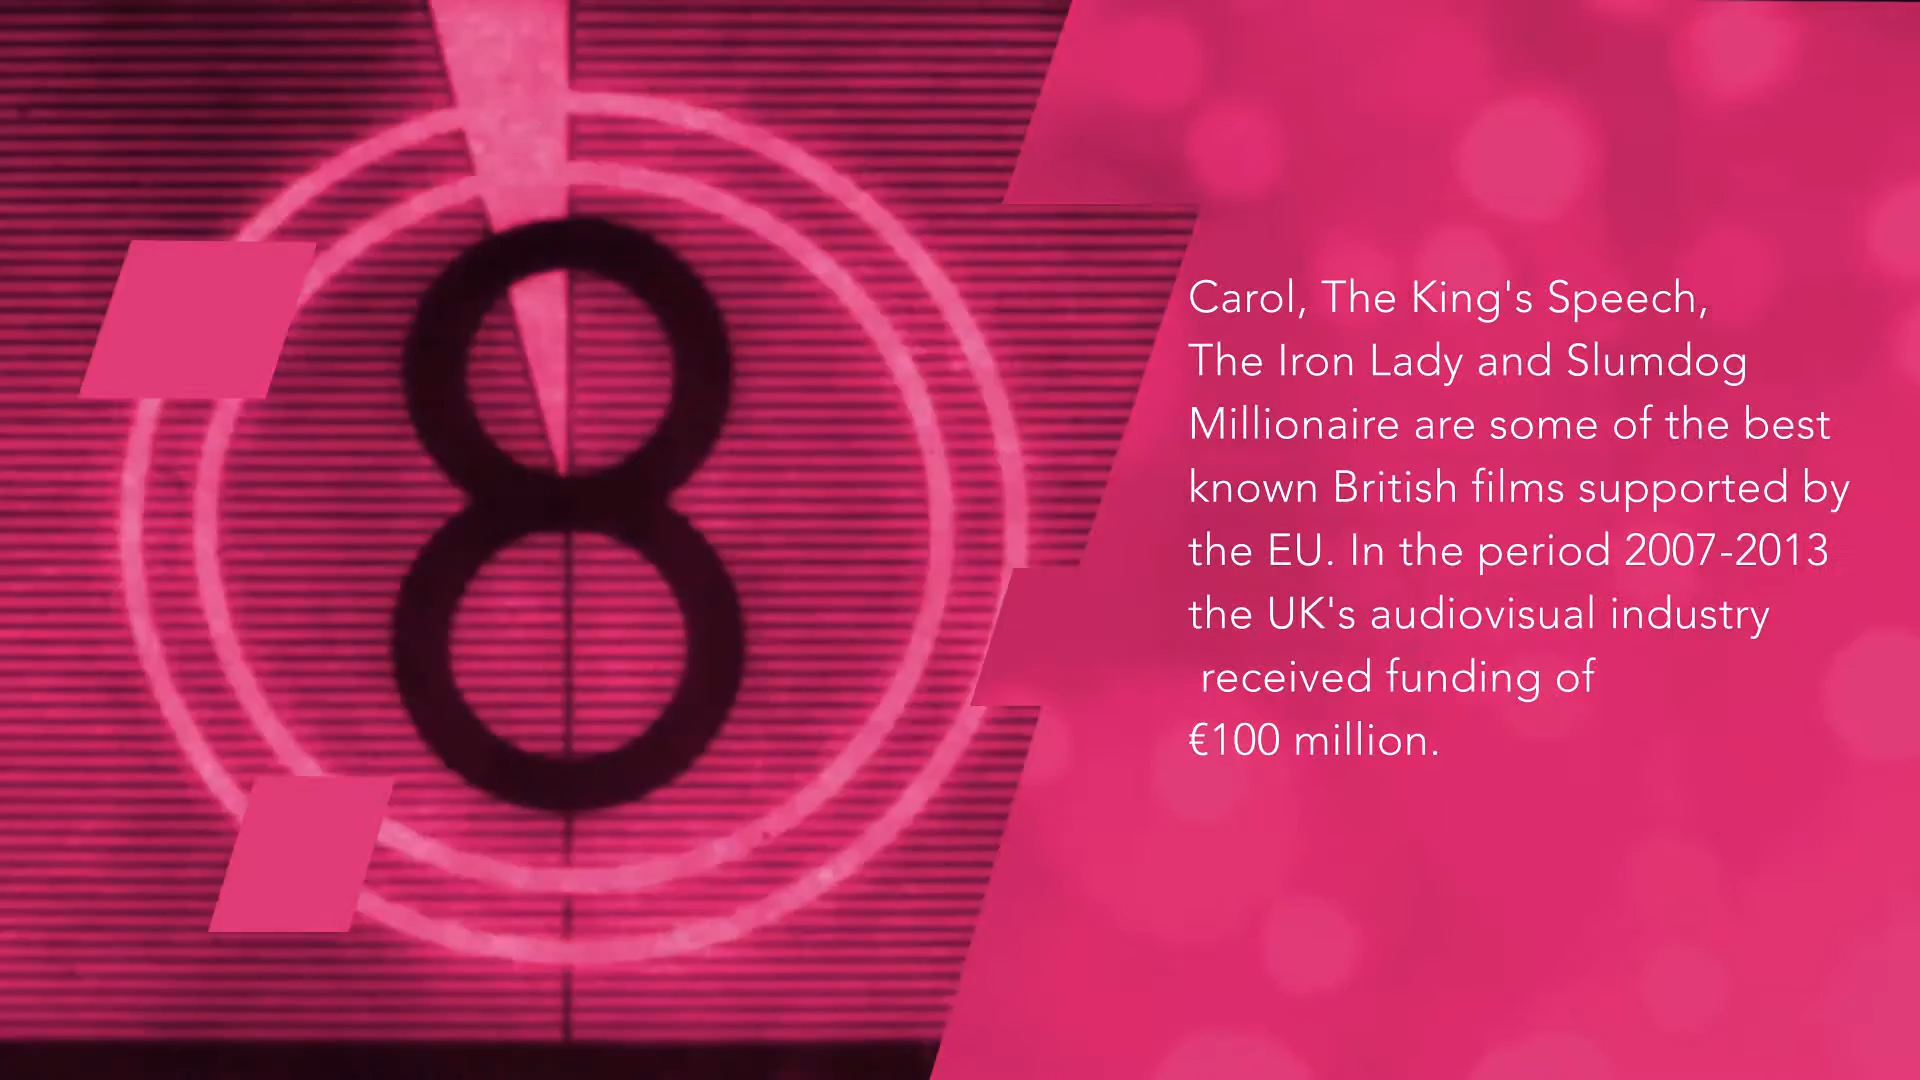 8
Carol, The King's Speech,
The Iron Lady and Slumdog
Millionaire are some of the best
known British films supported by
the EU. In the period 2007-2013
the UK's audiovisual industry
received funding of
€100 million.